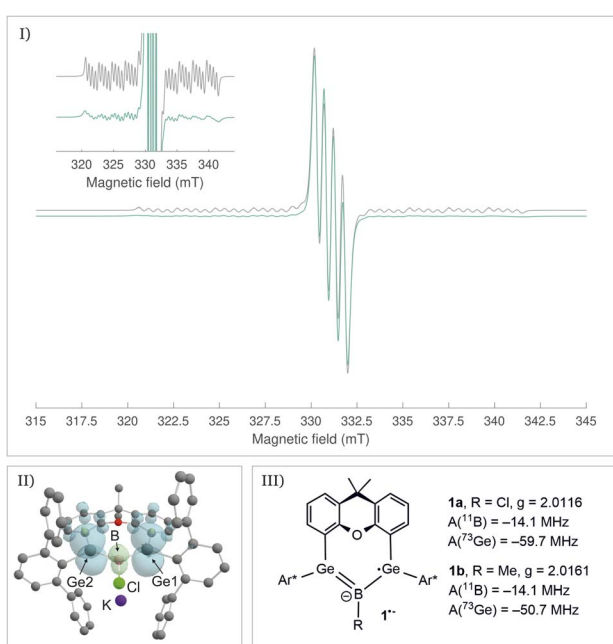 I)
320 325 330 335 340
Magnetic field (mT)
315 317.5 320 322.5 325 327.5 330 332.5 335 337.5 340 342.5 345
Magnetic field (mT)
II)
B
Ge2
Ge1
Cl
K
III)
O
Ge
·Ge
Ar*
Ar*
⊖B
R
1•-
1a, R = Cl, g = 2.0116
A(¹¹B) = –14.1 MHz
A(⁷³Ge) = –59.7 MHz
1b, R = Me, g = 2.0161
A(¹¹B) = –14.1 MHz
A(⁷³Ge) = –50.7 MHz